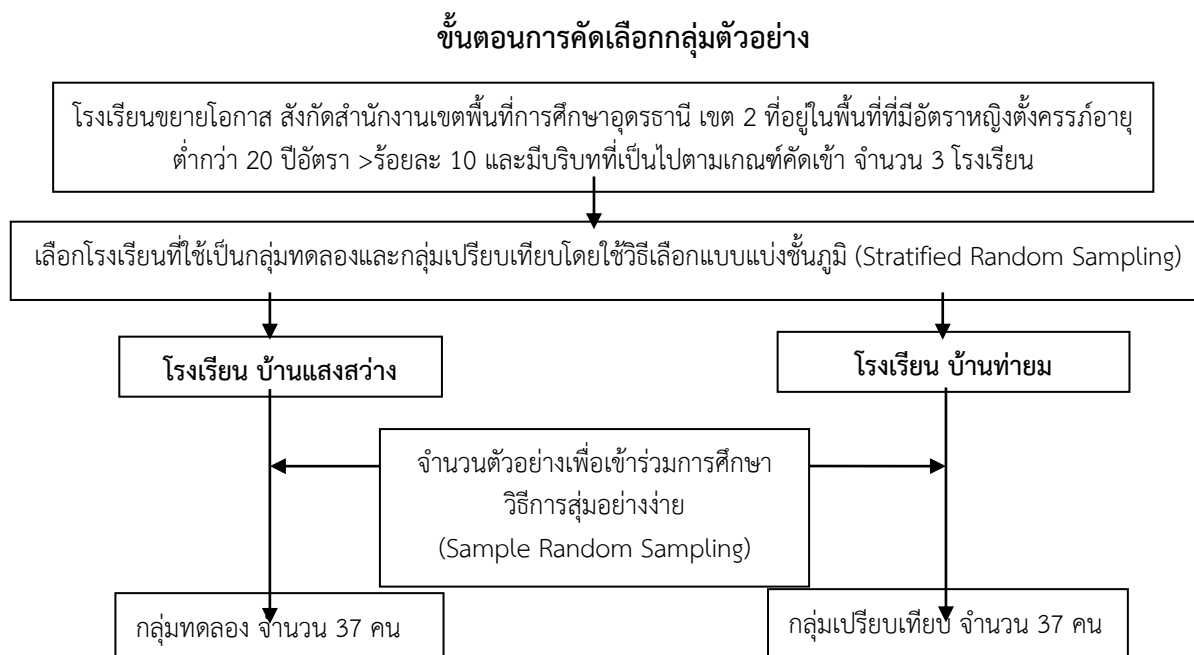 ขั้นตอนการคัดเลือกกลุ่มตัวอย่าง
โรงเรียนขยายโอกาส สังกัดสำนักงานเขตพื้นที่การศึกษาอุดรธานี เขต 2 ที่อยู่ในพื้นที่ที่มีอัตราหญิงตั้งครรภ์อายุ
ต่ำกว่า 20 ปีอัตรา >ร้อยละ 10 และมีบริบทที่เป็นไปตามเกณฑ์คัดเข้า จำนวน 3 โรงเรียน
เลือกโรงเรียนที่ใช้เป็นกลุ่มทดลองและกลุ่มเปรียบเทียบโดยใช้วิธีเลือกแบบแบ่งชั้นภูมิ (Stratified Random Sampling)
โรงเรียน บ้านแสงสว่าง
โรงเรียน บ้านท่ายม
จำนวนตัวอย่างเพื่อเข้าร่วมการศึกษา
วิธีการสุ่มอย่างง่าย
(Sample Random Sampling)
กลุ่มทดลอง จำนวน 37 คน
กลุ่มเปรียบเทียบ จำนวน 37 คน